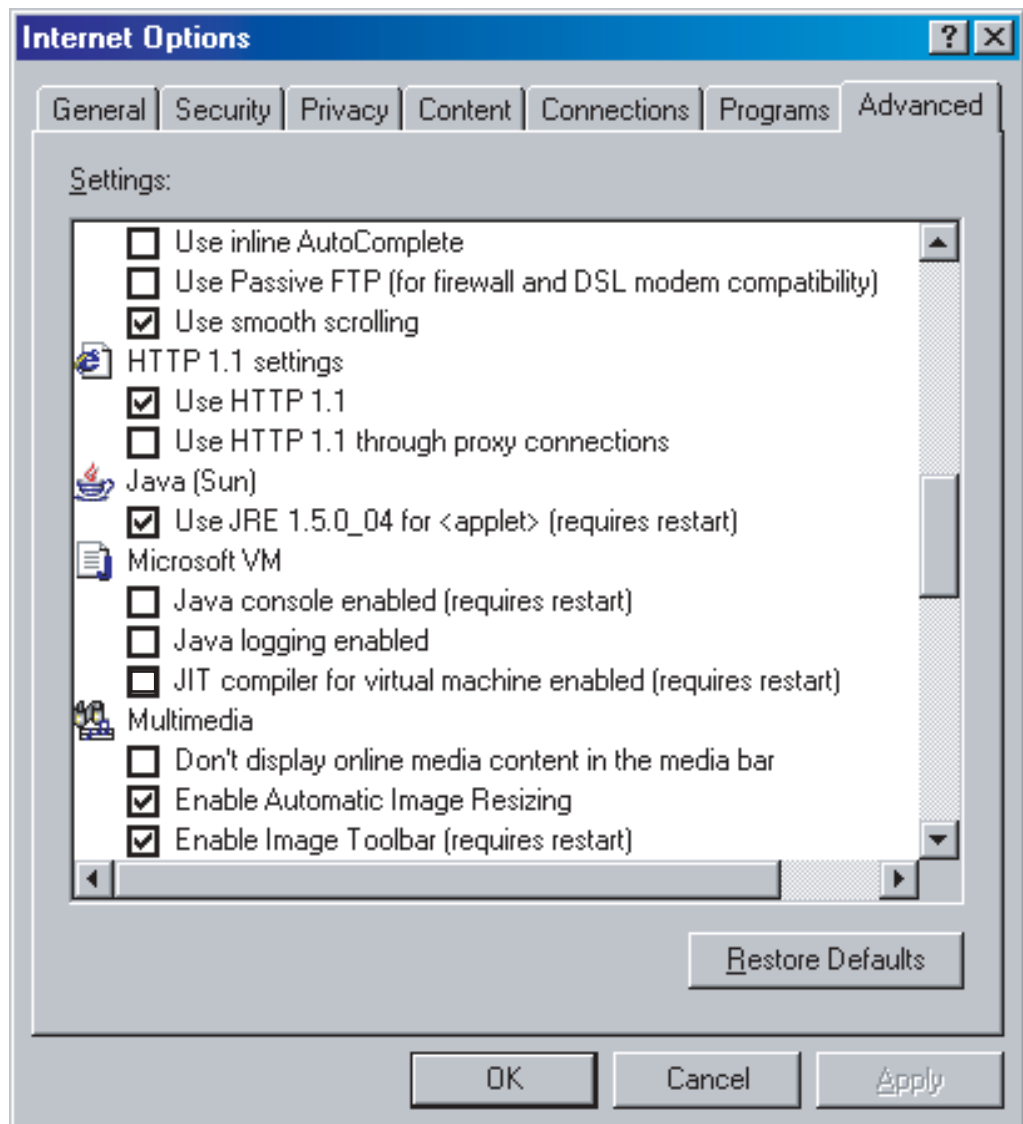 Internet Options
General Security Privacy Content Connections Programs Advanced
Settings:
Use inline AutoComplete
Use Passive FTP (for firewall and DSL modem compatibility)
Use smooth scrolling
HTTP 1.1 settings
Use HTTP 1.1
Use HTTP 1.1 through proxy connections
Java (Sun)
Use JRE 1.5.0_04 for <applet> (requires restart)
Microsoft VM
Java console enabled (requires restart)
Java logging enabled
JIT compiler for virtual machine enabled (requires restart)
Multimedia
Don't display online media content in the media bar
Enable Automatic Image Resizing
Enable Image Toolbar (requires restart)
Restore Defaults
OK Cancel Apply